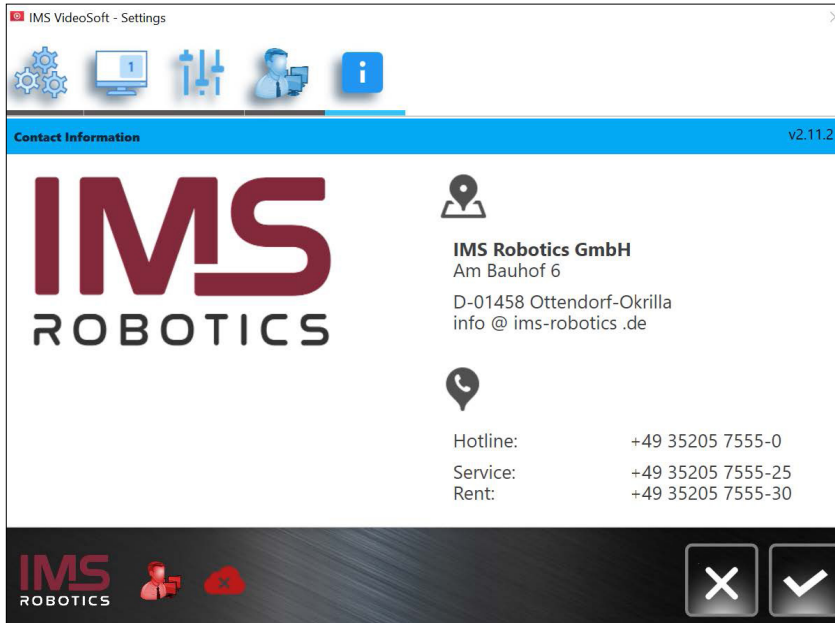 IMS VideoSoft - Settings
1
i
Contact Information
v2.11.2
IMS
ROBOTICS
IMS Robotics GmbH
Am Bauhof 6
D-01458 Ottendorf-Okrilla
info @ ims-robotics .de
Hotline: +49 35205 7555-0
Service: +49 35205 7555-25
Rent: +49 35205 7555-30
IMS
ROBOTICS